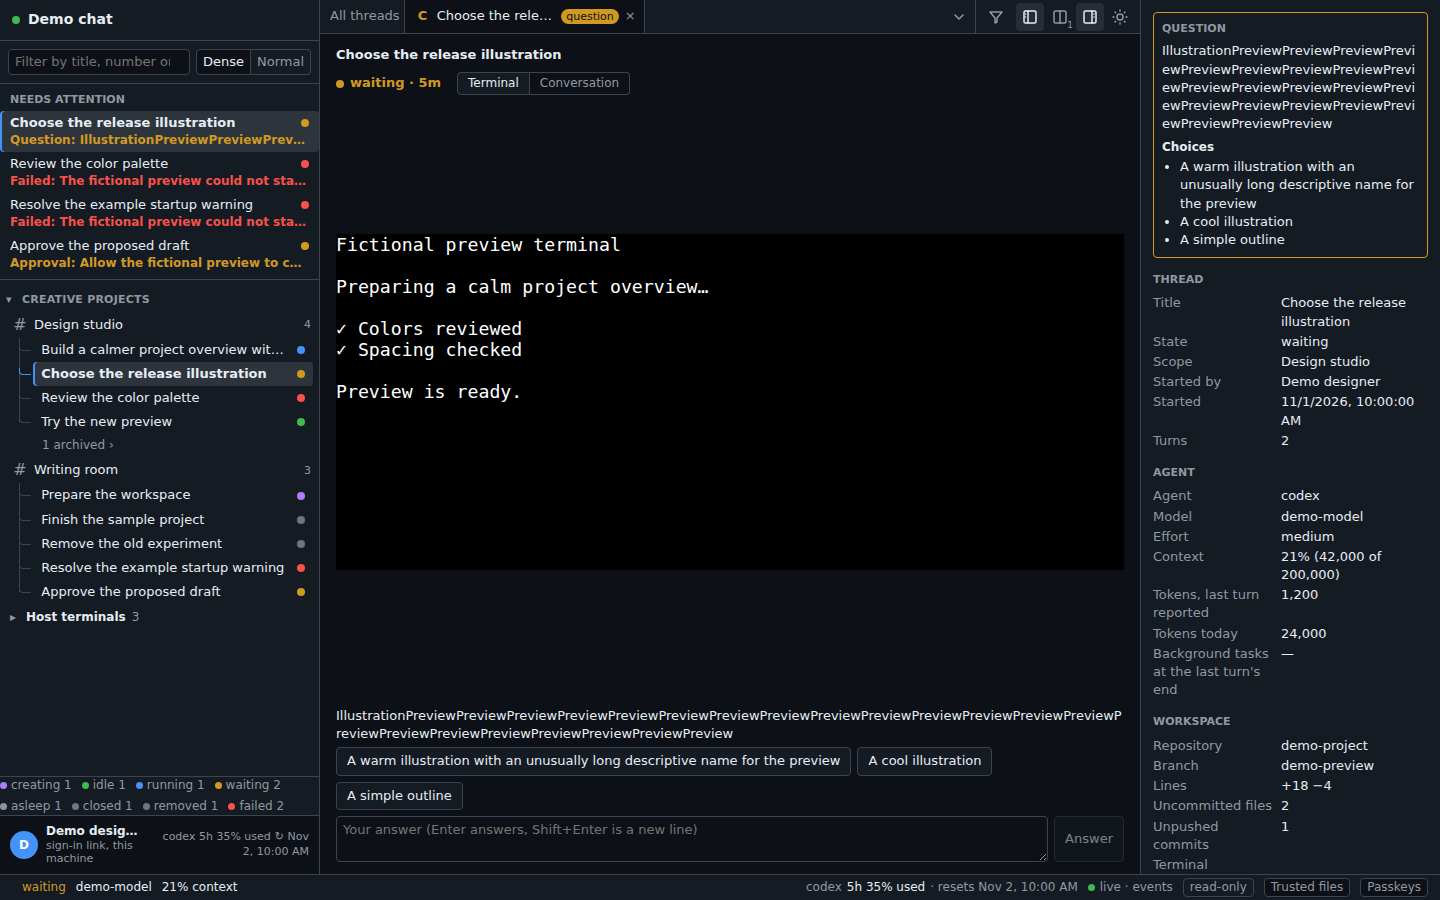 Demo chat
Filter by title, number or
Dense
Normal
NEEDS ATTENTION
Choose the release illustration
Question: IllustrationPreviewPreviewPrev…
Review the color palette
Failed: The fictional preview could not sta…
Resolve the example startup warning
Failed: The fictional preview could not sta…
Approve the proposed draft
Approval: Allow the fictional preview to c…
CREATIVE PROJECTS
# Design studio 4
Build a calmer project overview wit…
Choose the release illustration
Review the color palette
Try the new preview
1 archived ›
# Writing room 3
Prepare the workspace
Finish the sample project
Remove the old experiment
Resolve the example startup warning
Approve the proposed draft
Host terminals 3
creating 1 idle 1 running 1 waiting 2
asleep 1 closed 1 removed 1 failed 2
D
Demo desig…
sign-in link, this
machine
codex 5h 35% used ↻ Nov
2, 10:00 AM
All threads
C Choose the rele… question ×
1
Choose the release illustration
waiting · 5m
Terminal
Conversation
Fictional preview terminal
Preparing a calm project overview…
✓ Colors reviewed
✓ Spacing checked
Preview is ready.
IllustrationPreviewPreviewPreviewPreviewPreviewPreviewPreviewPreviewPreviewPreviewPreviewPreviewPreviewPreviewP
reviewPreviewPreviewPreviewPreviewPreviewPreviewPreview
A warm illustration with an unusually long descriptive name for the preview
A cool illustration
A simple outline
Your answer (Enter answers, Shift+Enter is a new line)
Answer
QUESTION
IllustrationPreviewPreviewPreviewPrevi
ewPreviewPreviewPreviewPreviewPrevi
ewPreviewPreviewPreviewPreviewPrevi
ewPreviewPreviewPreviewPreviewPrevi
ewPreviewPreviewPreview
Choices
• A warm illustration with an
unusually long descriptive name for
the preview
• A cool illustration
• A simple outline
THREAD
Title Choose the release
illustration
State waiting
Scope Design studio
Started by Demo designer
Started 11/1/2026, 10:00:00
AM
Turns 2
AGENT
Agent codex
Model demo-model
Effort medium
Context 21% (42,000 of
200,000)
Tokens, last turn 1,200
reported
Tokens today 24,000
Background tasks —
at the last turn's
end
WORKSPACE
Repository demo-project
Branch demo-preview
Lines +18 −4
Uncommitted files 2
Unpushed 1
commits
Terminal
waiting demo-model 21% context
codex 5h 35% used · resets Nov 2, 10:00 AM
live · events
read-only
Trusted files
Passkeys